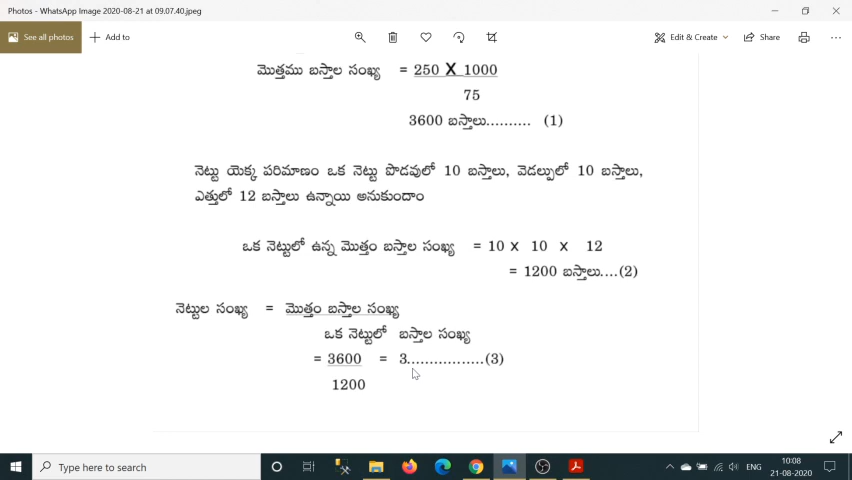 Photos - WhatsApp Image 2020-08-21 at 09.07.40.jpeg
See all photos + Add to Edit & Create Share
మొత్తము బస్తాల సంఖ్య = 250 X 1000
75
3600 బస్తాలు.......... (1)
నెట్టు యెక్క పరిమాణం ఒక నెట్టు పొడవులో 10 బస్తాలు, వెడల్పులో 10 బస్తాలు,
ఎత్తులో 12 బస్తాలు ఉన్నాయి అనుకుందాం
ఒక నెట్టులో ఉన్న మొత్తం బస్తాల సంఖ్య = 10 x 10 x 12
= 1200 బస్తాలు....(2)
నెట్టుల సంఖ్య = మొత్తం బస్తాల సంఖ్య
ఒక నెట్టులో బస్తాల సంఖ్య
= 3600 = 3.................(3)
1200
Type here to search
ENG
10:08
21-08-2020